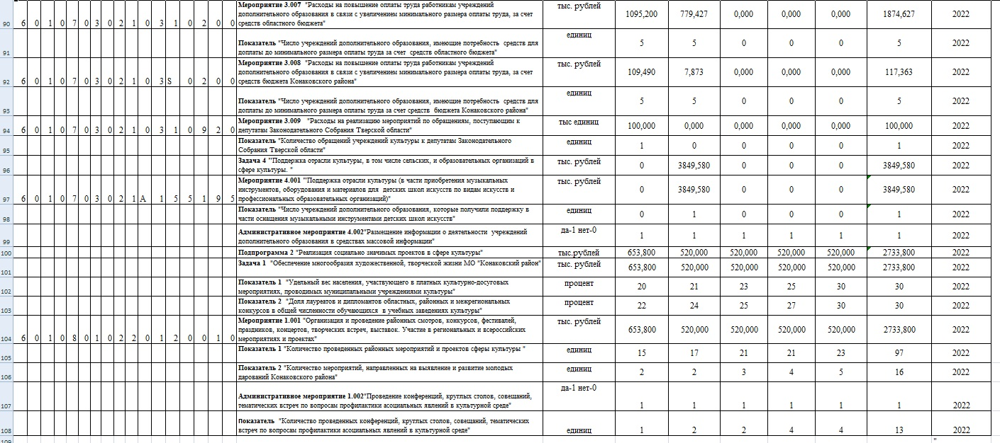 90 6 0 1 0 7 0 3 0 2 1 0 3 1 0 2 0 0 Мероприятие 3.007 "Расходы на повышение оплаты труда работникам учреждений дополнительного образования в связи с увеличением минимального размера оплаты труда, за счет средств областного бюджета" тыс. рублей 1095,200 779,427 0,000 0,000 0,000 1874,627 2022
91 Показатель "Число учреждений дополнительного образования, имеющие потребность средств для доплаты до минимального размера оплаты труда за счет средств областного бюджета" единиц 5 5 0 0 0 5 2022
92 6 0 1 0 7 0 3 0 2 1 0 3 S 0 2 0 0 Мероприятие 3.008 "Расходы на повышение оплаты труда работникам учреждений дополнительного образования в связи с увеличением минимального размера оплаты труда, за счет средств бюджета Конаковского района" тыс. рублей 109,490 7,873 0,000 0,000 0,000 117,363 2022
93 Показатель "Число учреждений дополнительного образования, имеющие потребность средств для доплаты до минимального размера оплаты труда за счет средств бюджета Конаковского района" единиц 5 5 0 0 0 5 2022
94 6 0 1 0 7 0 3 0 2 1 0 3 1 0 9 2 0 Мероприятие 3.009 "Расходы на реализацию мероприятий по обращениям, поступающим к депутатам Законодательного Собрания Тверской области" тыс единиц 100,000 0,000 0,000 0,000 0,000 100,000 2022
95 Показатель "Количество обращений учреждений культуры к депутатам Законодательного Собрания Тверской области" единиц 1 0 0 0 0 1 2022
96 Задача 4 "Поддержка отрасли культуры, в том числе сельских, и образовательных организаций в сфере культуры. " тыс. рублей 0 3849,580 0 0 0 3849,580 2022
97 6 0 1 0 7 0 3 0 2 1 А 1 5 5 1 9 5 Мероприятие 4.001 "Поддержка отрасли культуры (в части приобретения музыкальных инструментов, оборудования и материалов для детских школ искусств по видам искусств и профессиональных образовательных организаций)" тыс. рублей 0 3849,580 0 0 0 3849,580 2022
98 Показатель "Число учреждений дополнительного образования, которые получили поддержку в части оснащения музыкальными инструментами детских школ искусств" единиц 0 1 0 0 0 1 2022
99 Административное мероприятие 4.002"Размещение информации о деятельности учреждений дополнительного образования в средствах массовой информации" да-1 нет-0 1 1 1 1 1 1 2022
100 Подпрограмма 2 "Реализация социально значимых проектов в сфере культуры" тыс.рублей 653,800 520,000 520,000 520,000 520,000 2733,800 2022
101 Задача 1 "Обеспечение многообразия художественной, творческой жизни МО "Конаковский район" тыс. рублей 653,800 520,000 520,000 520,000 520,000 2733,800 2022
102 Показатель 1 "Удельный вес населения, участвующего в платных культурно-досуговых мероприятиях, проводимых муниципальными учреждениями культуры" процент 20 21 23 25 30 30 2022
103 Показатель 2 "Доля лауреатов и дипломантов областных, районных и межрегиональных конкурсов в общей численности обучающихся в учебных заведениях культуры" процент 22 24 25 27 30 30 2022
104 6 0 1 0 8 0 1 0 2 2 0 1 2 0 0 1 0 Мероприятие 1.001 "Организация и проведение районных смотров, конкурсов, фестивалей, праздников, концертов, творческих встреч, выставок. Участие в региональных и всероссийских мероприятиях и проектах" тыс. рублей 653,800 520,000 520,000 520,000 520,000 2733,800 2022
105 Показатель 1 "Количество проведенных районных мероприятий и проектов сферы культуры " единиц 15 17 21 21 23 97 2022
106 Показатель 2 "Количество мероприятий, направленных на выявление и развитие молодых дарований Конаковского района" единиц 2 2 3 4 5 16 2022
107 Административное мероприятие 1.002"Проведение конференций, круглых столов, совещаний, тематических встреч по вопросам профилактики асоциальных явлений в культурной среде" да-1 нет-0 1 1 1 1 1 1 2022
108 Показатель "Количество проведенных конференций, круглых столов, совещаний, тематических встреч по вопросам профилактики асоциальных явлений в культурной среде" единиц 1 2 2 4 4 13 2022
109 "